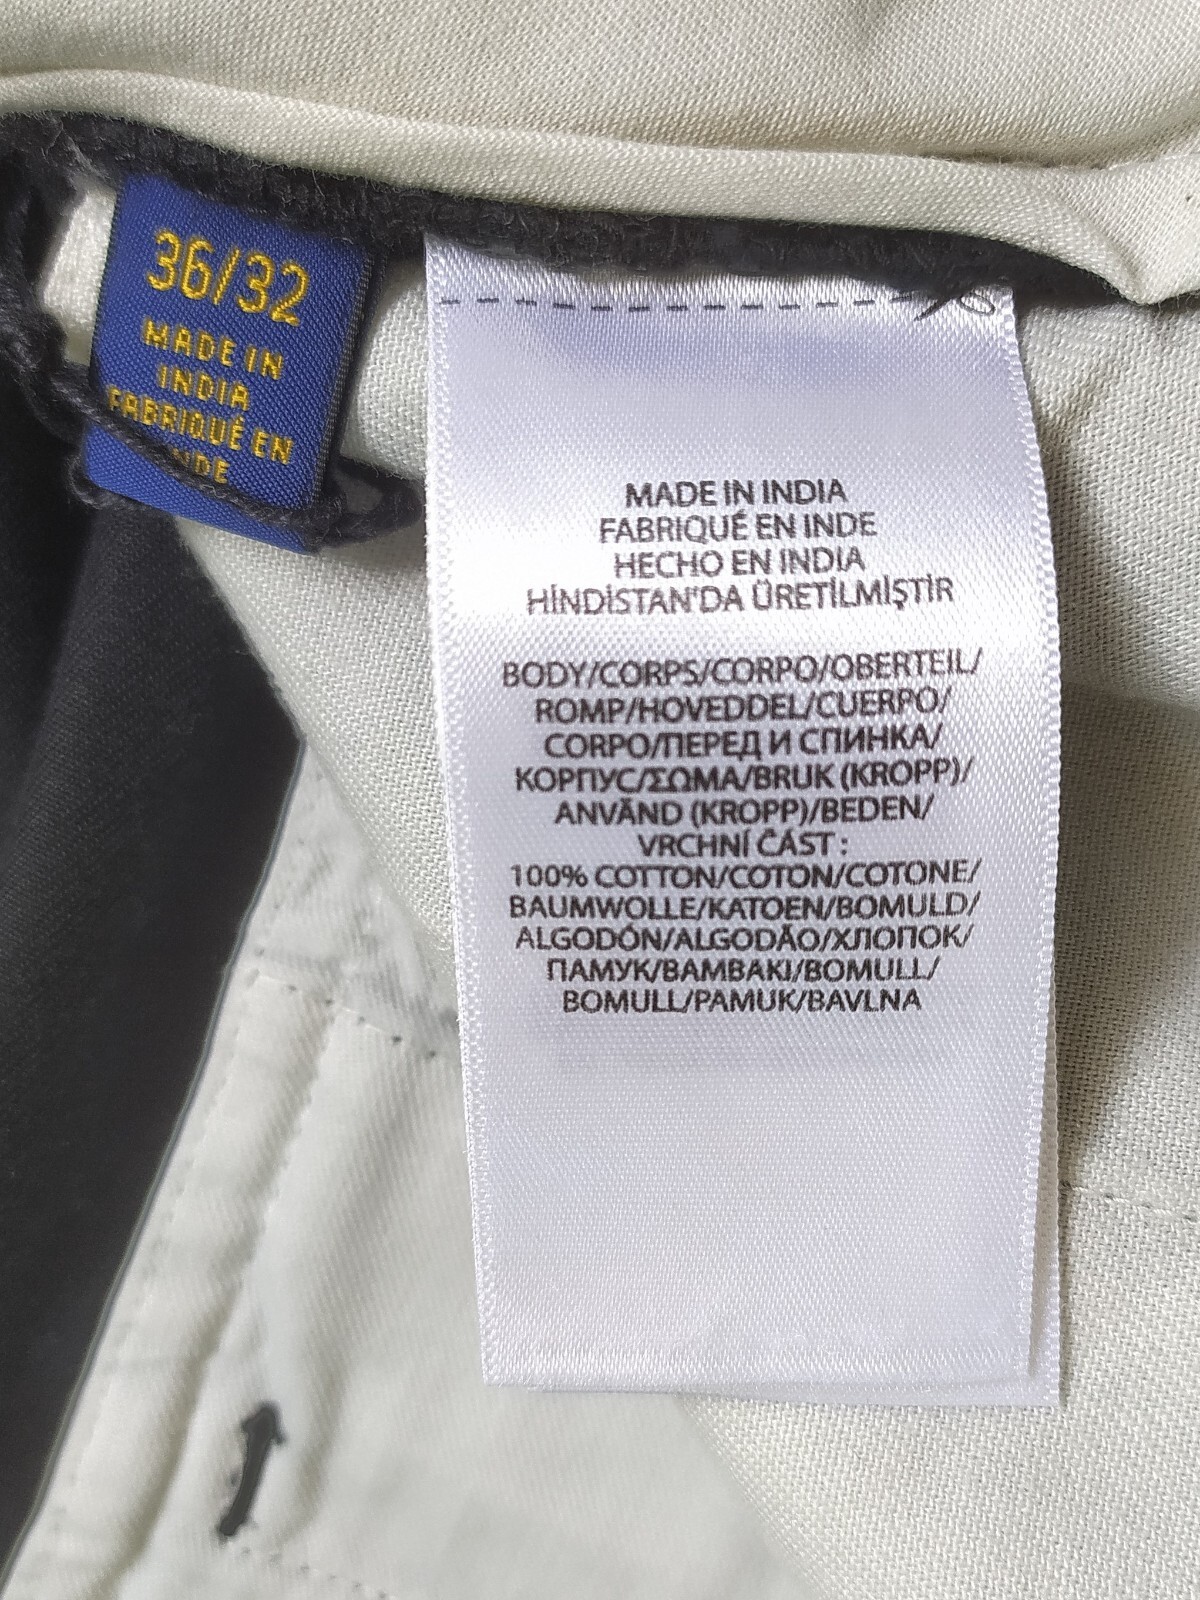 36/32
MADE IN
INDIA
FABRIQUÉ EN
INDE
MADE IN INDIA
FABRIQUÉ EN INDE
HECHO EN INDIA
HİNDİSTAN'DA ÜRETİLMİŞTİR
BODY/CORPS/CORPO/OBERTEIL/
ROMP/HOVEDDEL/CUERPO/
CORPO/ПЕРЕД И СПИНКА/
КОРПУС/ΣΩΜΑ/BRUK (KROPP)/
ANVÄND (KROPP)/BEDEN/
VRCHNÍ ČÁST :
100% COTTON/COTON/COTONE/
BAUMWOLLE/KATOEN/BOMULD/
ALGODÓN/ALGODÃO/ХЛОПОК/
ПАМУК/ΒΑΜΒΑΚΙ/BOMULL/
BOMULL/PAMUK/BAVLNA